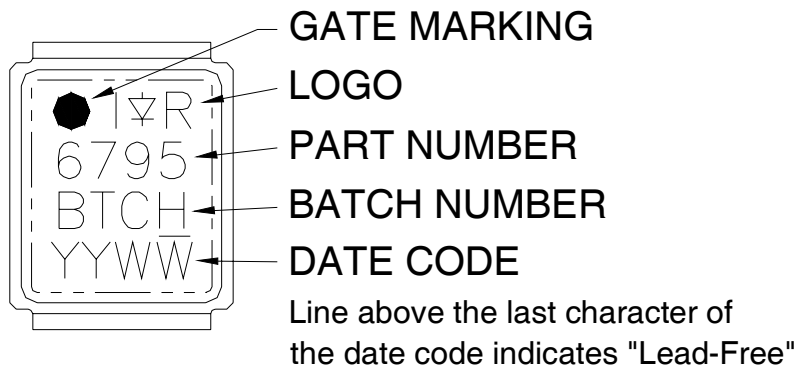 GATE MARKING
I R
LOGO
6795
PART NUMBER
BTCH
BATCH NUMBER
YYWW̅
DATE CODE
Line above the last character of
the date code indicates "Lead-Free"